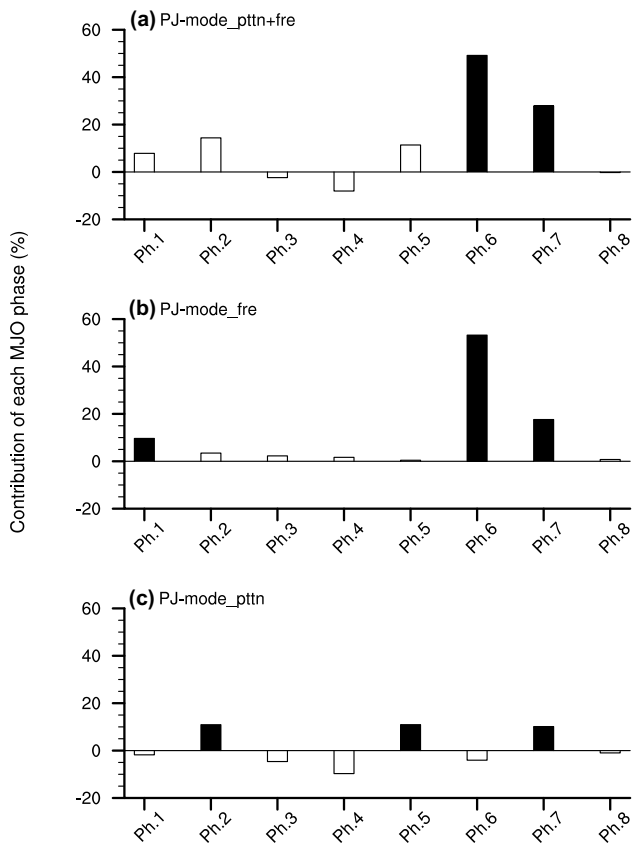 (a) PJ-mode_pttn+fre
60
40
20
0
-20
Ph.1 Ph.2 Ph.3 Ph.4 Ph.5 Ph.6 Ph.7 Ph.8
Contribution of each MJO phase (%)
(b) PJ-mode_fre
60
40
20
0
-20
Ph.1 Ph.2 Ph.3 Ph.4 Ph.5 Ph.6 Ph.7 Ph.8
(c) PJ-mode_pttn
60
40
20
0
-20
Ph.1 Ph.2 Ph.3 Ph.4 Ph.5 Ph.6 Ph.7 Ph.8